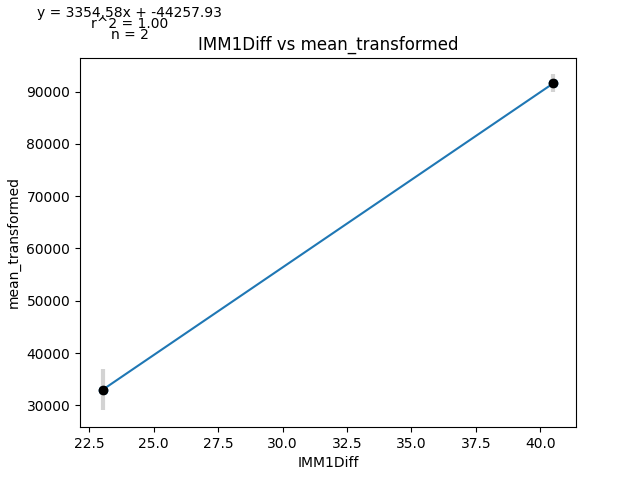 y = 3354.58x + -44257.93
r^2 = 1.00
n = 2
IMM1Diff vs mean_transformed
90000
80000
70000
60000
50000
40000
30000
mean_transformed
22.5 25.0 27.5 30.0 32.5 35.0 37.5 40.0
IMM1Diff